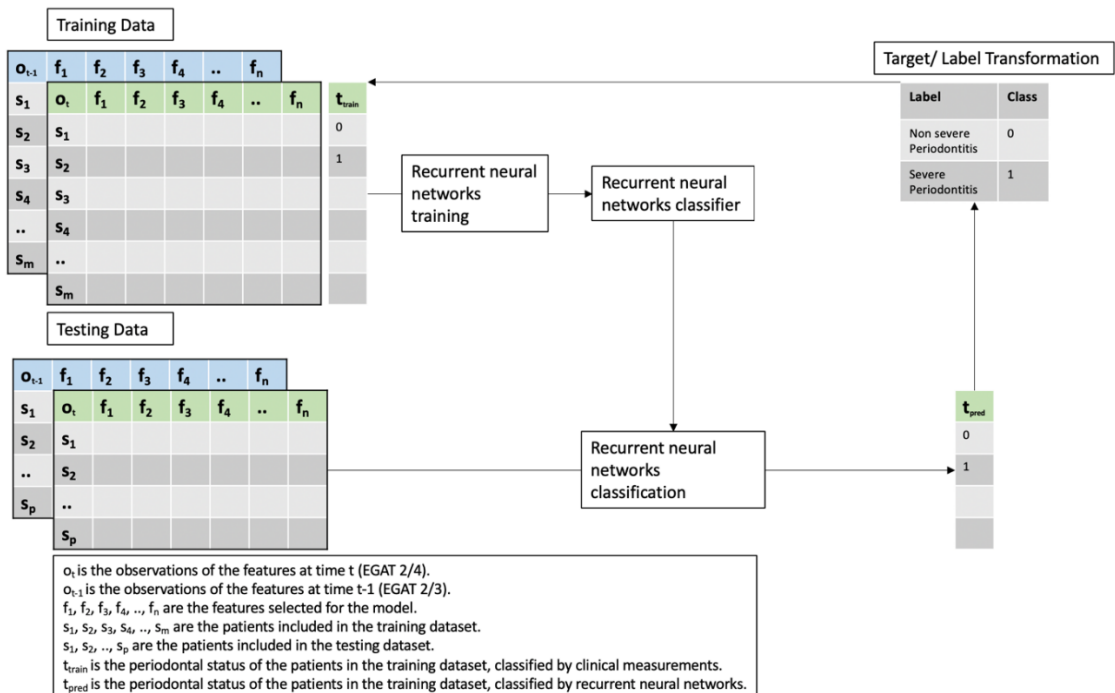 Training Data
Target/ Label Transformation
oₜ₋₁ f₁ f₂ f₃ f₄ .. fₙ
s₁ oₜ f₁ f₂ f₃ f₄ .. fₙ t_train
Label Class
s₂ s₁ 0
Non severe
Periodontitis 0
s₃ s₂ 1
Severe
Periodontitis 1
s₄ s₃
.. s₄
sₘ ..
sₘ
Recurrent neural
networks
training
Recurrent neural
networks classifier
Testing Data
oₜ₋₁ f₁ f₂ f₃ f₄ .. fₙ
s₁ oₜ f₁ f₂ f₃ f₄ .. fₙ
s₂ s₁
.. s₂
sₚ ..
sₚ
Recurrent neural
networks
classification
t_pred
0
1
oₜ is the observations of the features at time t (EGAT 2/4).
oₜ₋₁ is the observations of the features at time t-1 (EGAT 2/3).
f₁, f₂, f₃, f₄, .., fₙ are the features selected for the model.
s₁, s₂, s₃, s₄, .., sₘ are the patients included in the training dataset.
s₁, s₂, .., sₚ are the patients included in the testing dataset.
t_train is the periodontal status of the patients in the training dataset, classified by clinical measurements.
t_pred is the periodontal status of the patients in the training dataset, classified by recurrent neural networks.